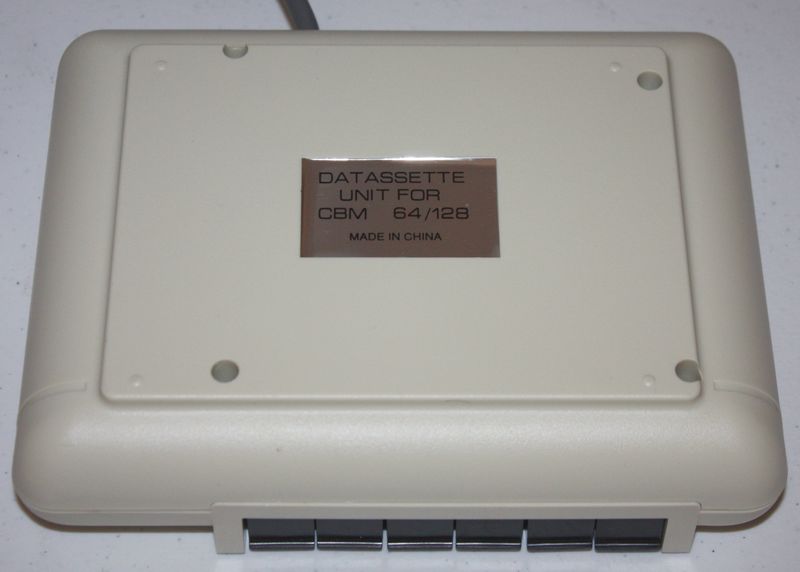 DATASSETTE
UNIT FOR
CBM 64/128
MADE IN CHINA